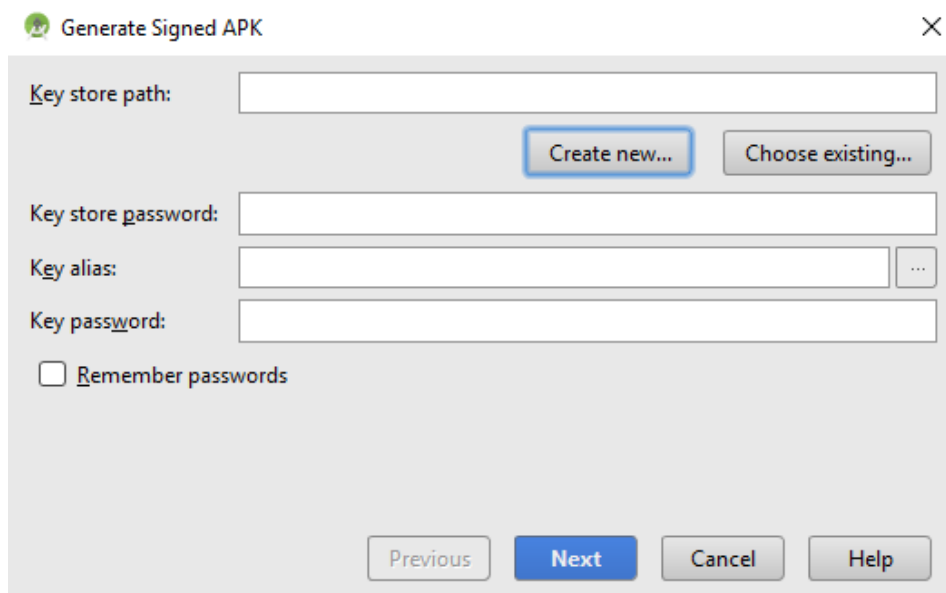 Generate Signed APK
Key store path:
Create new... Choose existing...
Key store password:
Key alias: ...
Key password:
Remember passwords
Previous Next Cancel Help